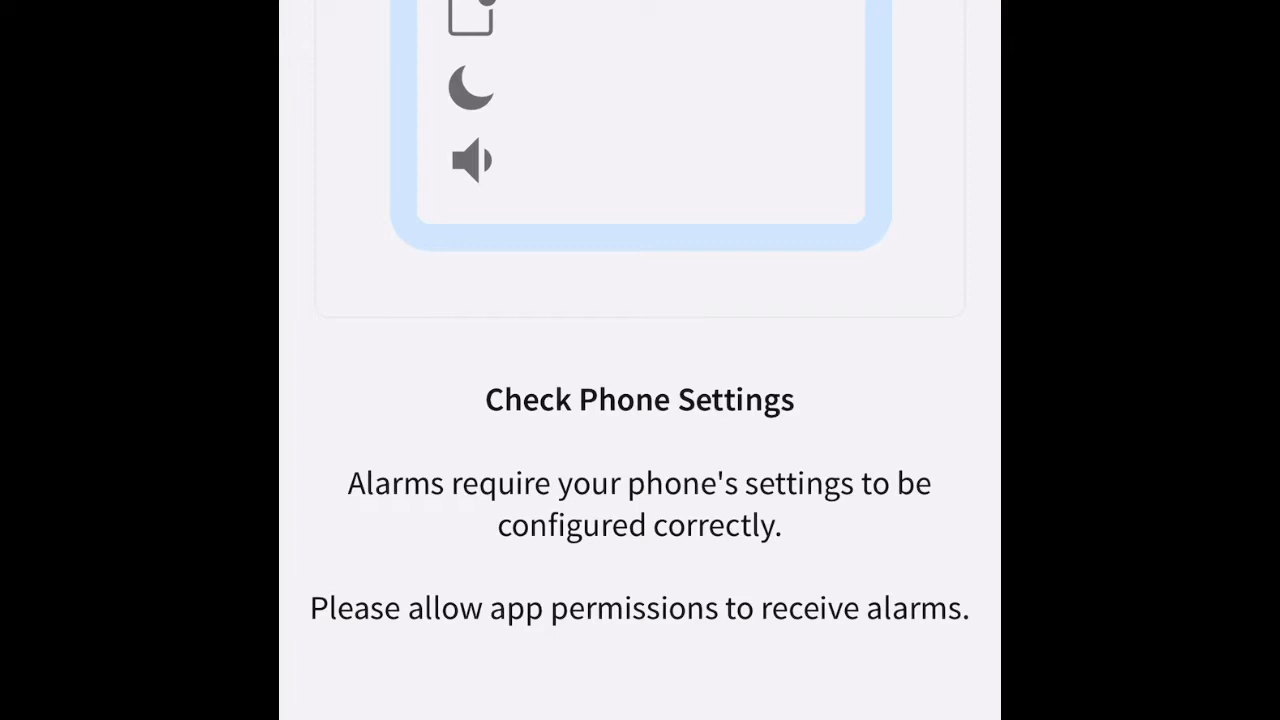 Check Phone Settings
Alarms require your phone's settings to be
configured correctly.
Please allow app permissions to receive alarms.